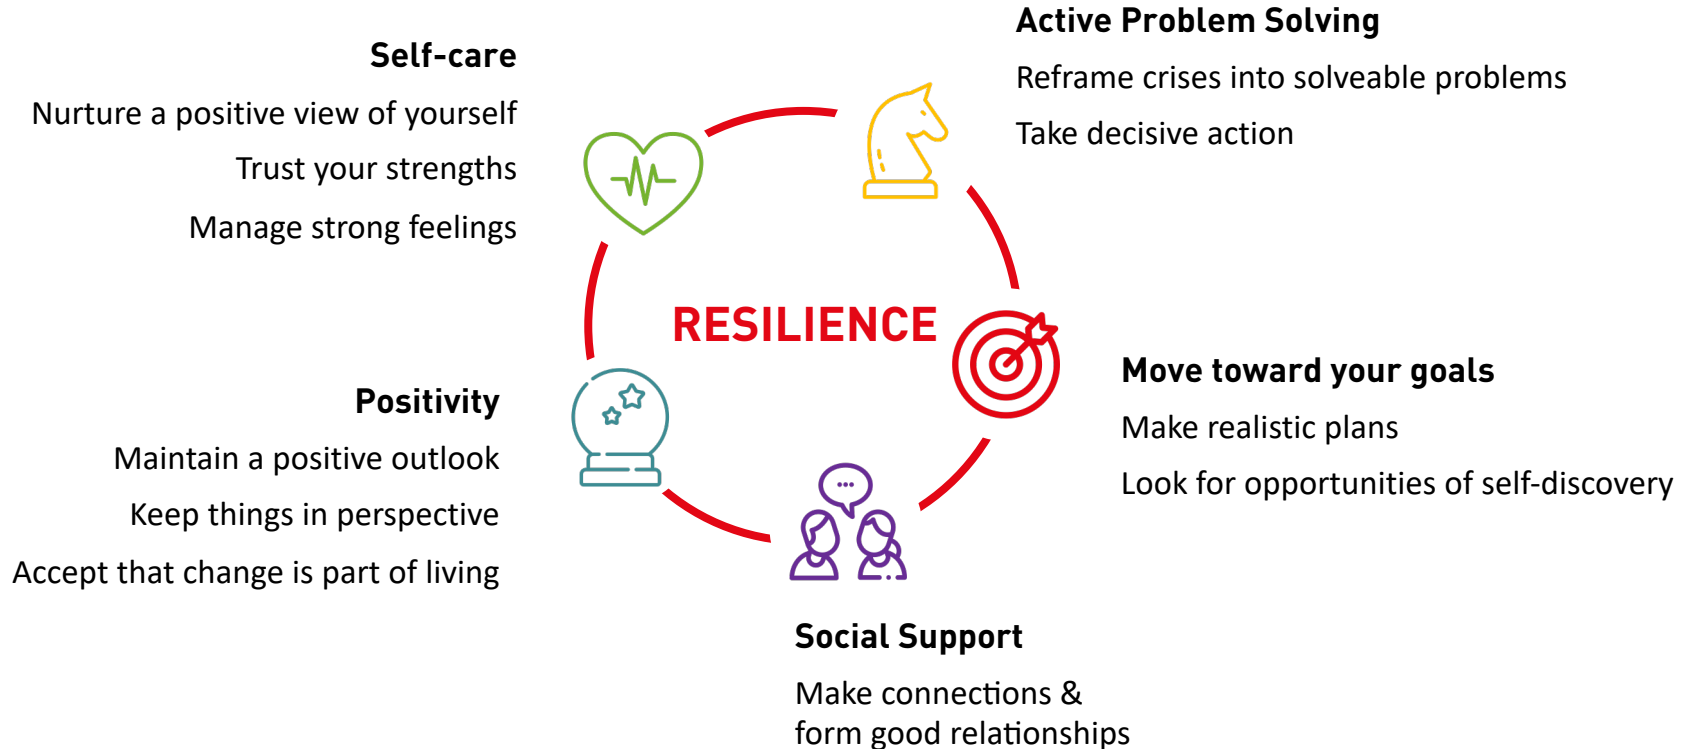 Self-care
Nurture a positive view of yourself
Trust your strengths
Manage strong feelings
Active Problem Solving
Reframe crises into solveable problems
Take decisive action
RESILIENCE
Positivity
Maintain a positive outlook
Keep things in perspective
Accept that change is part of living
Move toward your goals
Make realistic plans
Look for opportunities of self-discovery
Social Support
Make connections &
form good relationships